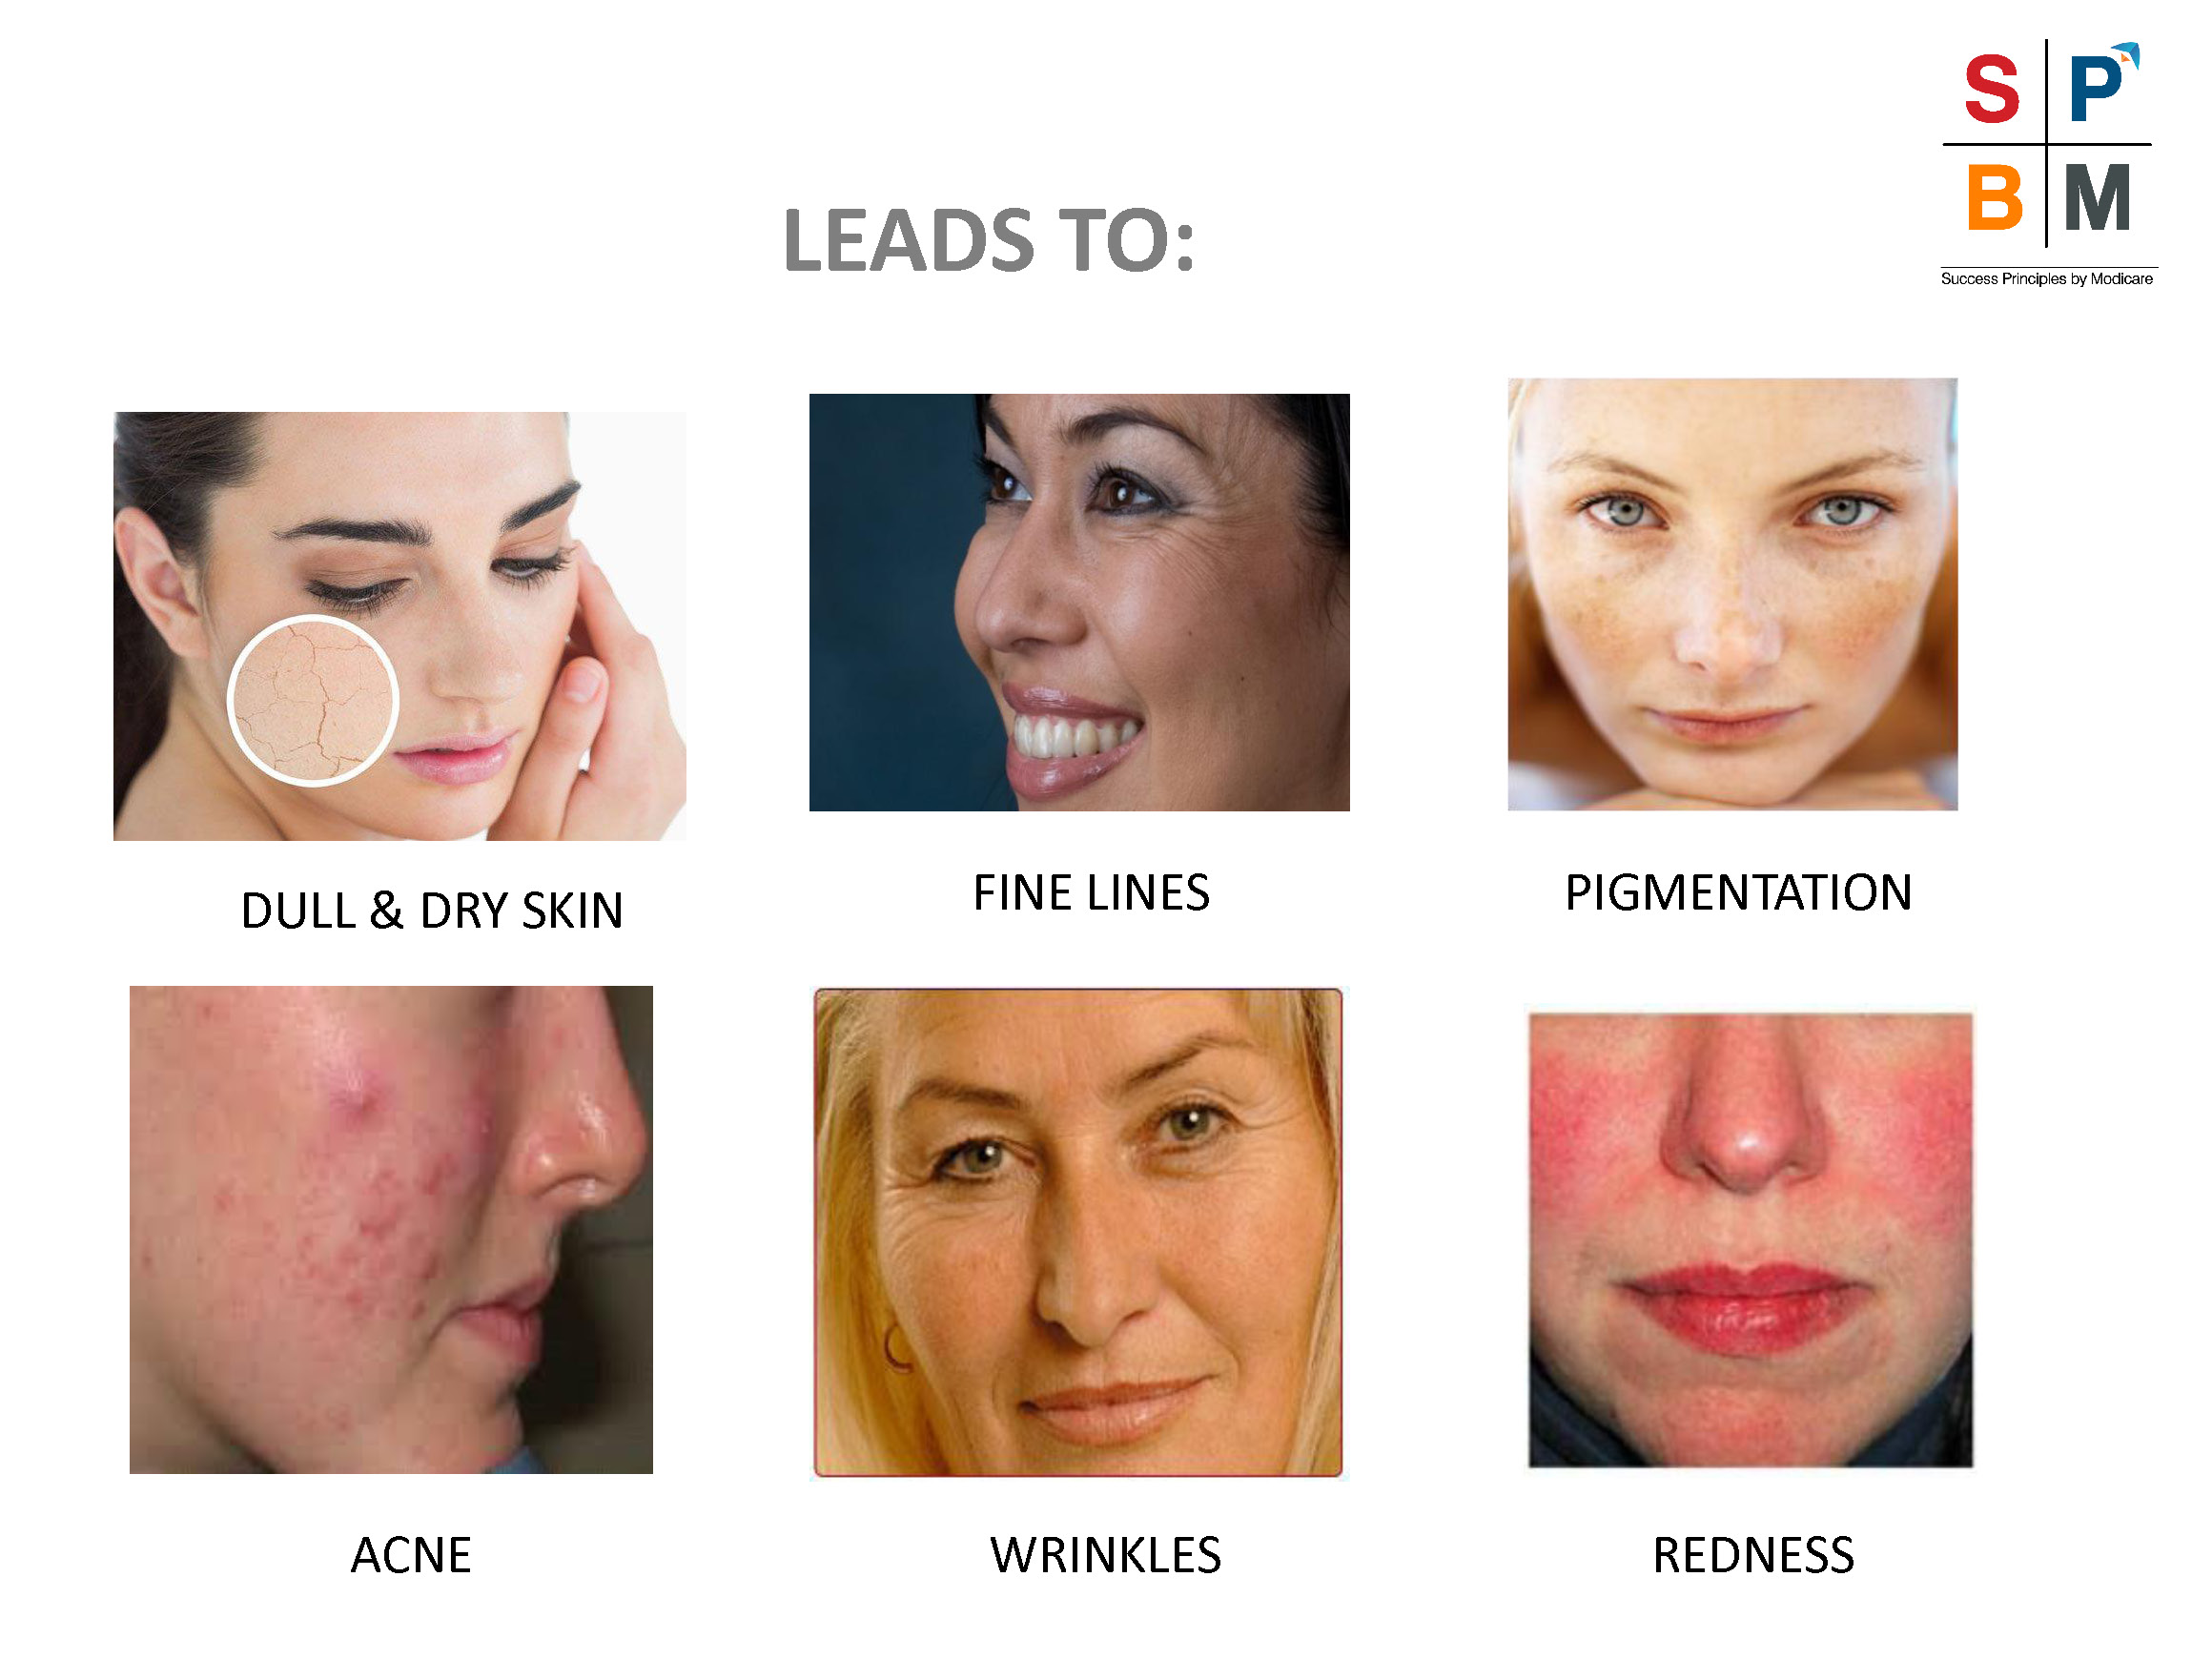 S P
B M
Success Principles by Modicare
LEADS TO:
DULL & DRY SKIN
FINE LINES
PIGMENTATION
ACNE
WRINKLES
REDNESS